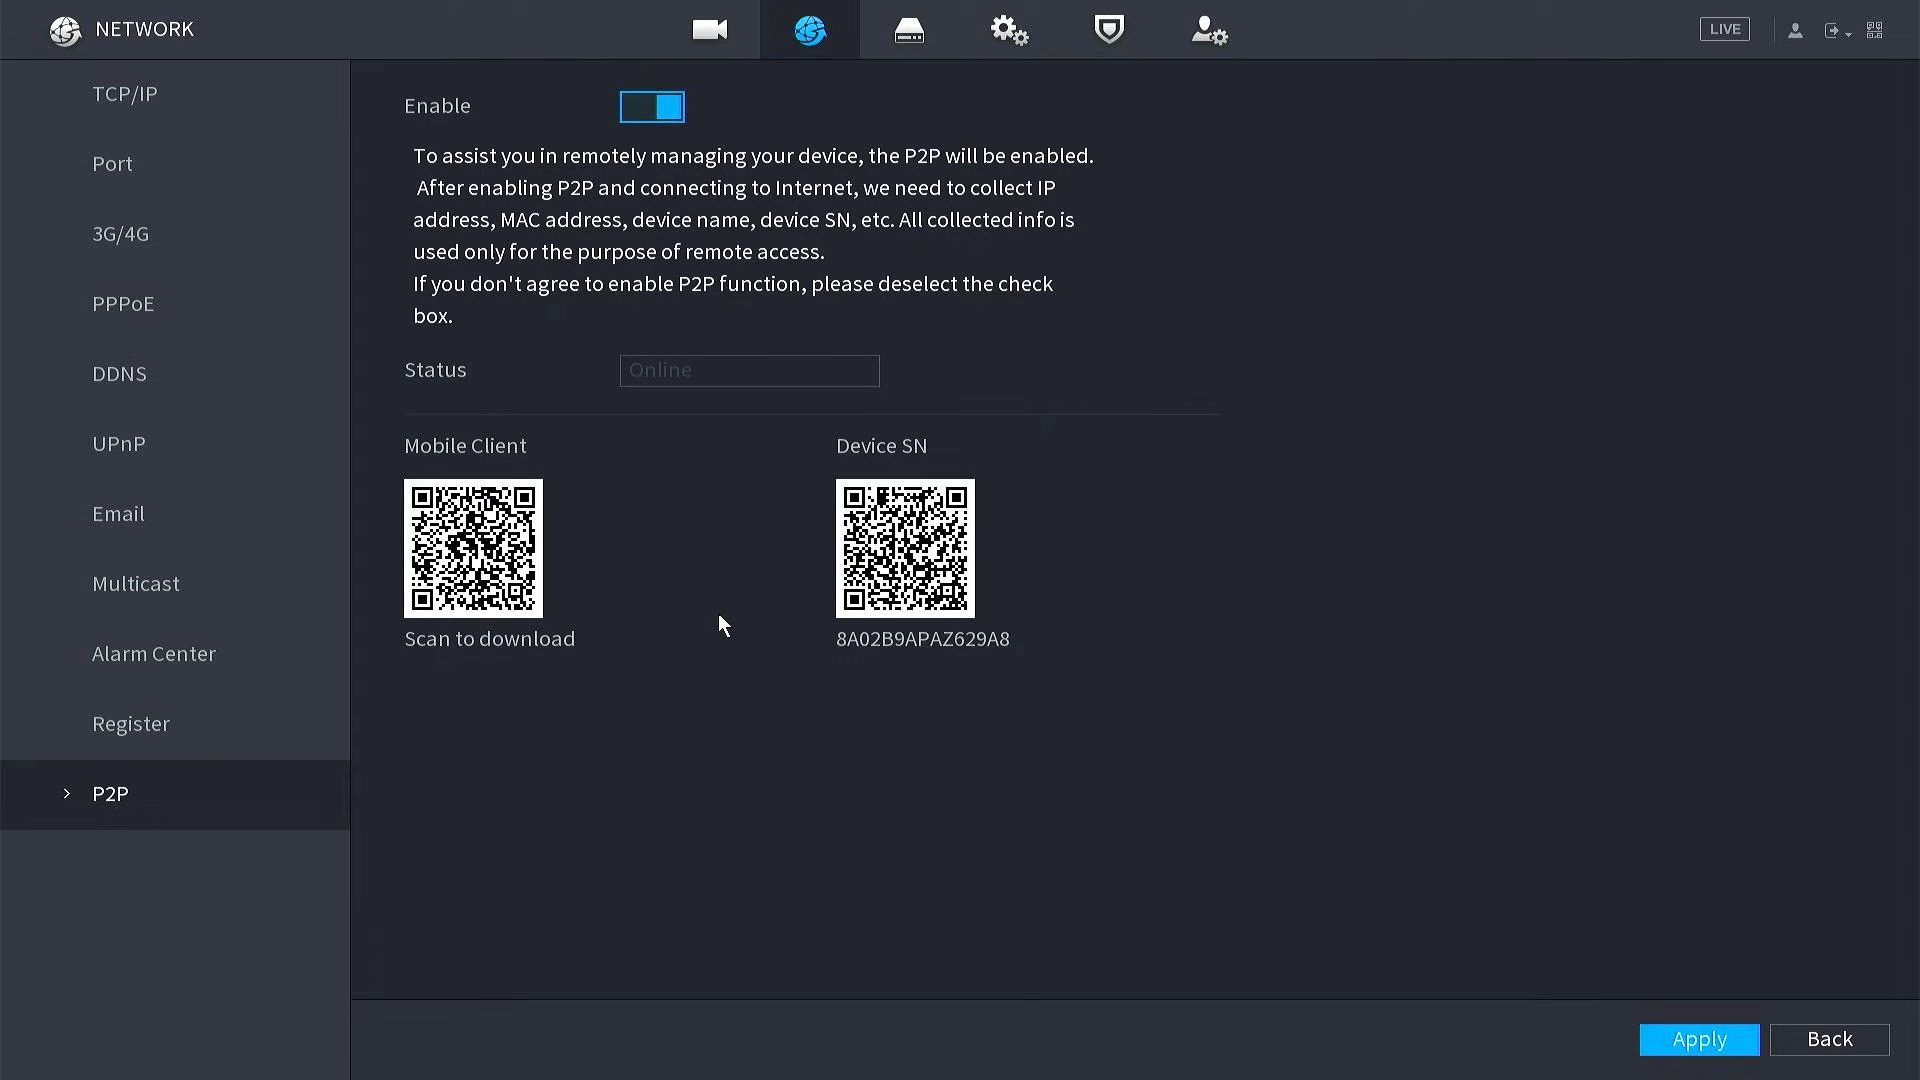 NETWORK
LIVE
TCP/IP
Port
3G/4G
PPPoE
DDNS
UPnP
Email
Multicast
Alarm Center
Register
P2P
Enable
To assist you in remotely managing your device, the P2P will be enabled.
After enabling P2P and connecting to Internet, we need to collect IP
address, MAC address, device name, device SN, etc. All collected info is
used only for the purpose of remote access.
If you don't agree to enable P2P function, please deselect the check
box.
Status
Online
Mobile Client
Device SN
Scan to download
8A02B9APAZ629A8
Apply
Back